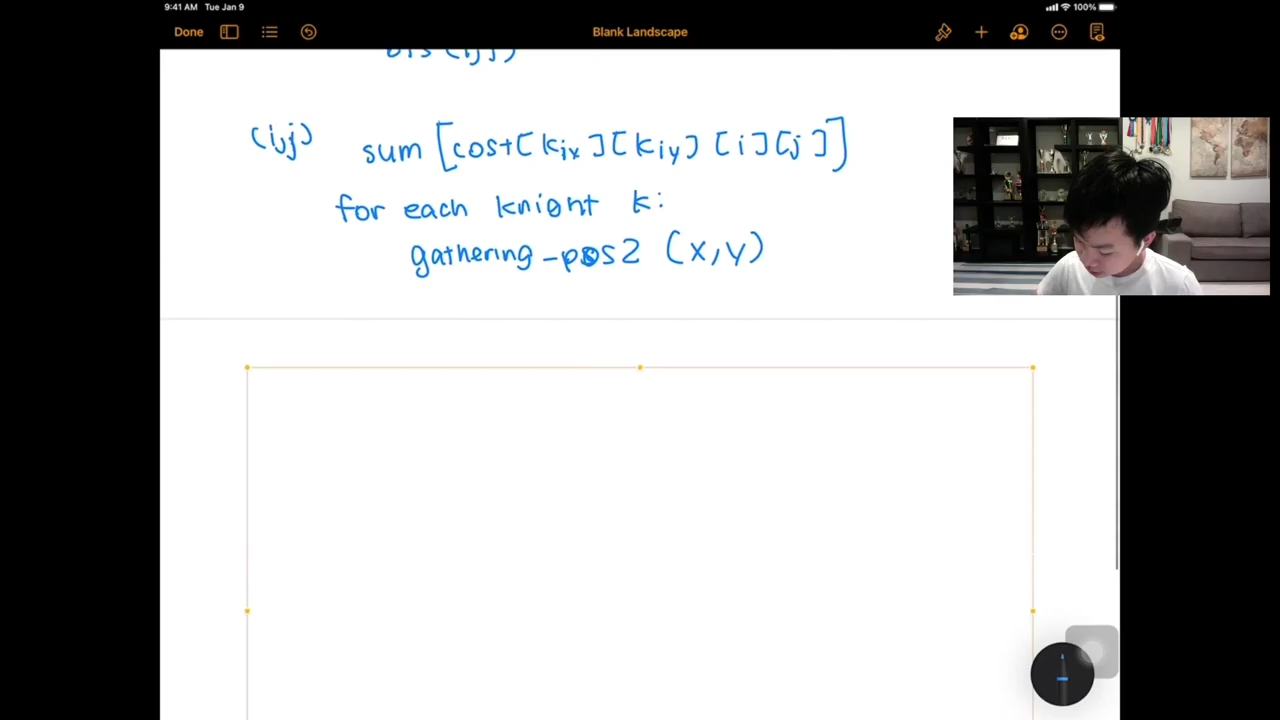 9:41 AM Tue Jan 9
100%
Done
Blank Landscape
(i,j)
(i,j) sum [cost[kix][kiy][i][j]]
for each knight k:
gathering_pos2 (x,y)